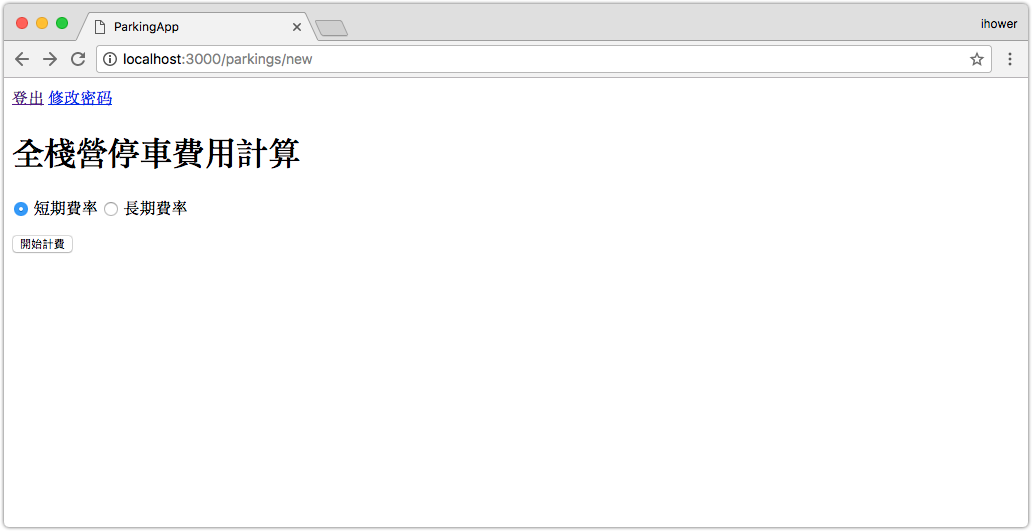 ParkingApp
ihower
localhost:3000/parkings/new
登出 修改密码
全棧營停車費用計算
短期費率 長期費率
開始計費